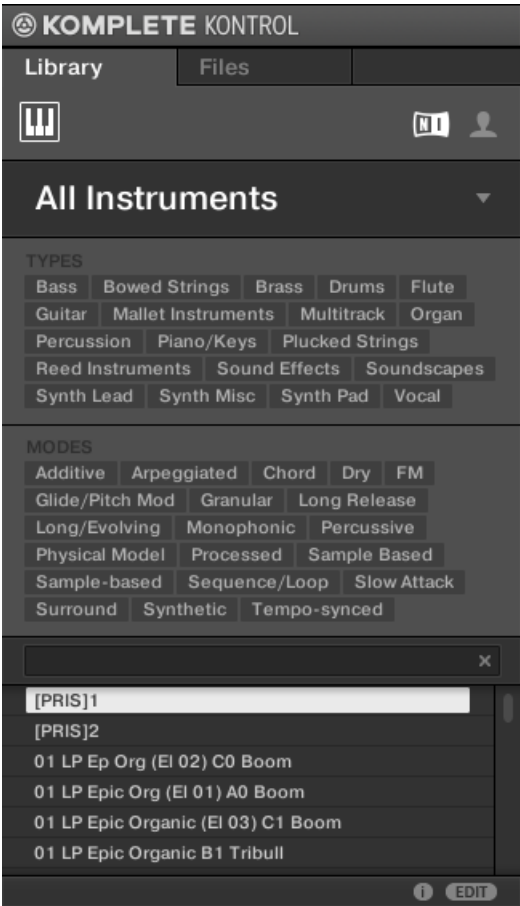 KOMPLETE KONTROL
Library Files
NI
All Instruments
TYPES
Bass Bowed Strings Brass Drums Flute
Guitar Mallet Instruments Multitrack Organ
Percussion Piano/Keys Plucked Strings
Reed Instruments Sound Effects Soundscapes
Synth Lead Synth Misc Synth Pad Vocal
MODES
Additive Arpeggiated Chord Dry FM
Glide/Pitch Mod Granular Long Release
Long/Evolving Monophonic Percussive
Physical Model Processed Sample Based
Sample-based Sequence/Loop Slow Attack
Surround Synthetic Tempo-synced
[PRIS]1
[PRIS]2
01 LP Ep Org (El 02) C0 Boom
01 LP Epic Org (El 01) A0 Boom
01 LP Epic Organic (El 03) C1 Boom
01 LP Epic Organic B1 Tribull
i EDIT